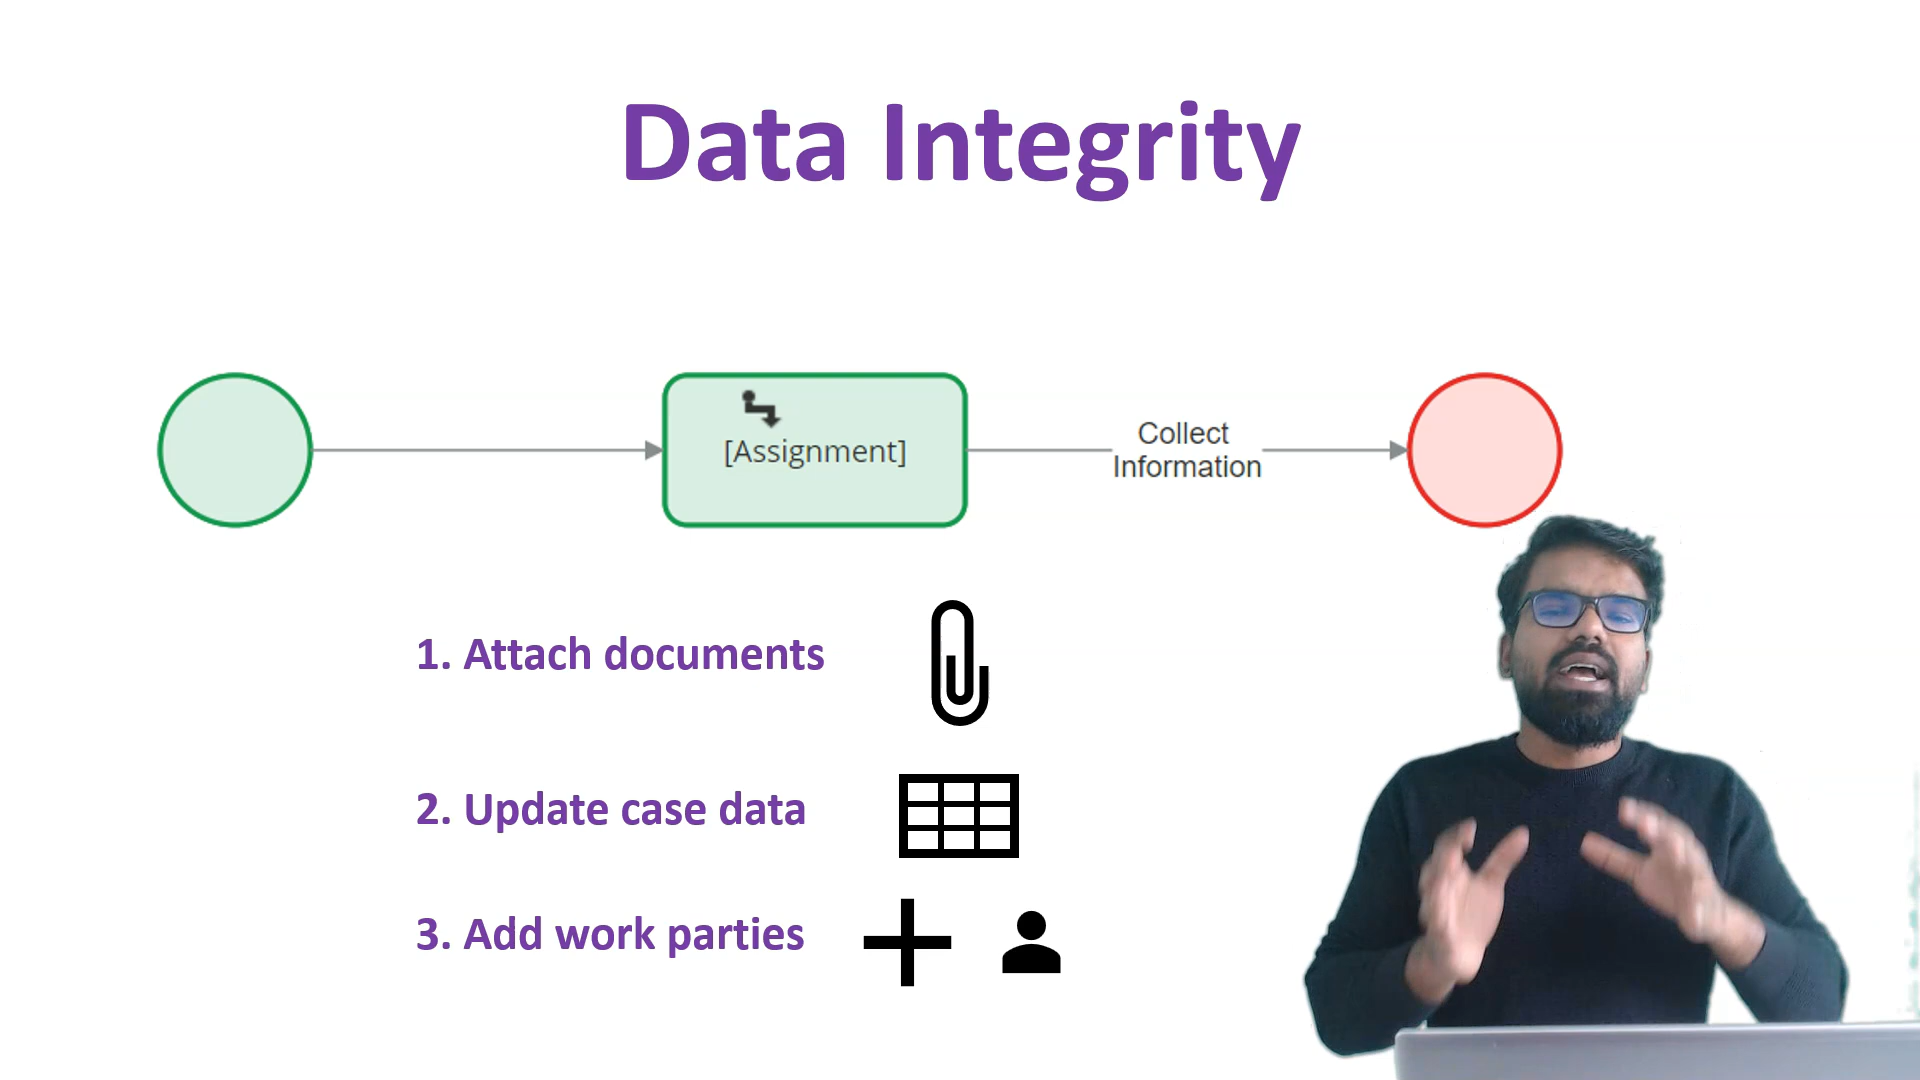 Data Integrity
[Assignment]
Collect
Information
1. Attach documents
2. Update case data
3. Add work parties